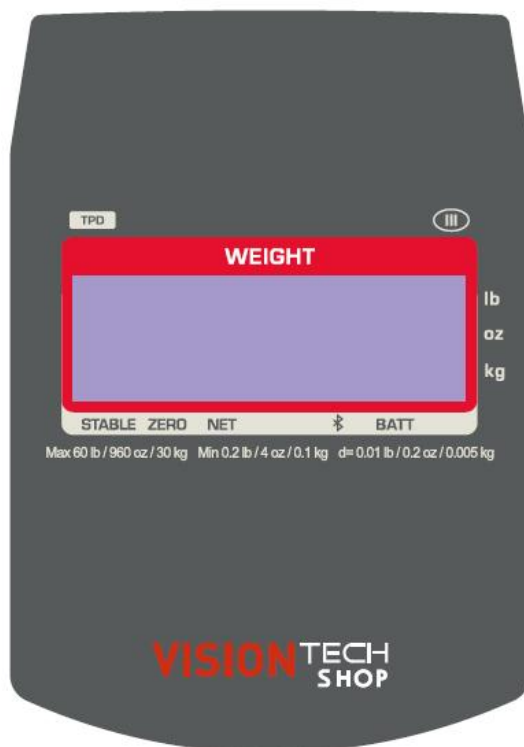 TPD III
WEIGHT
lb
oz
kg
STABLE ZERO NET BATT
Max 60 lb / 960 oz / 30 kg Min 0.2 lb / 4 oz / 0.1 kg d= 0.01 lb / 0.2 oz / 0.005 kg
VISIONTECH
SHOP